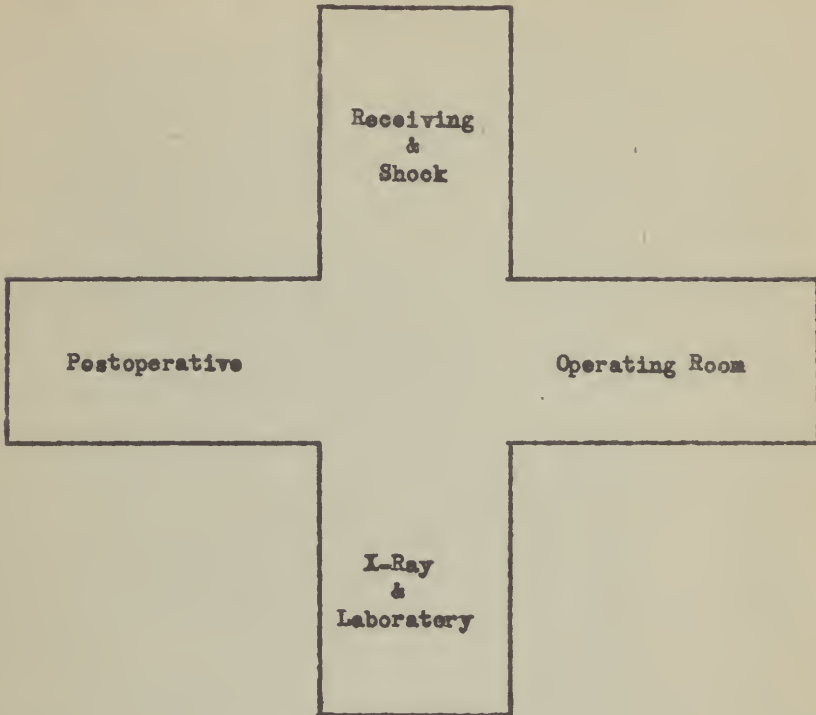 Receiving
&
Shock
Postoperative
Operating Room
X-Ray
&
Laboratory